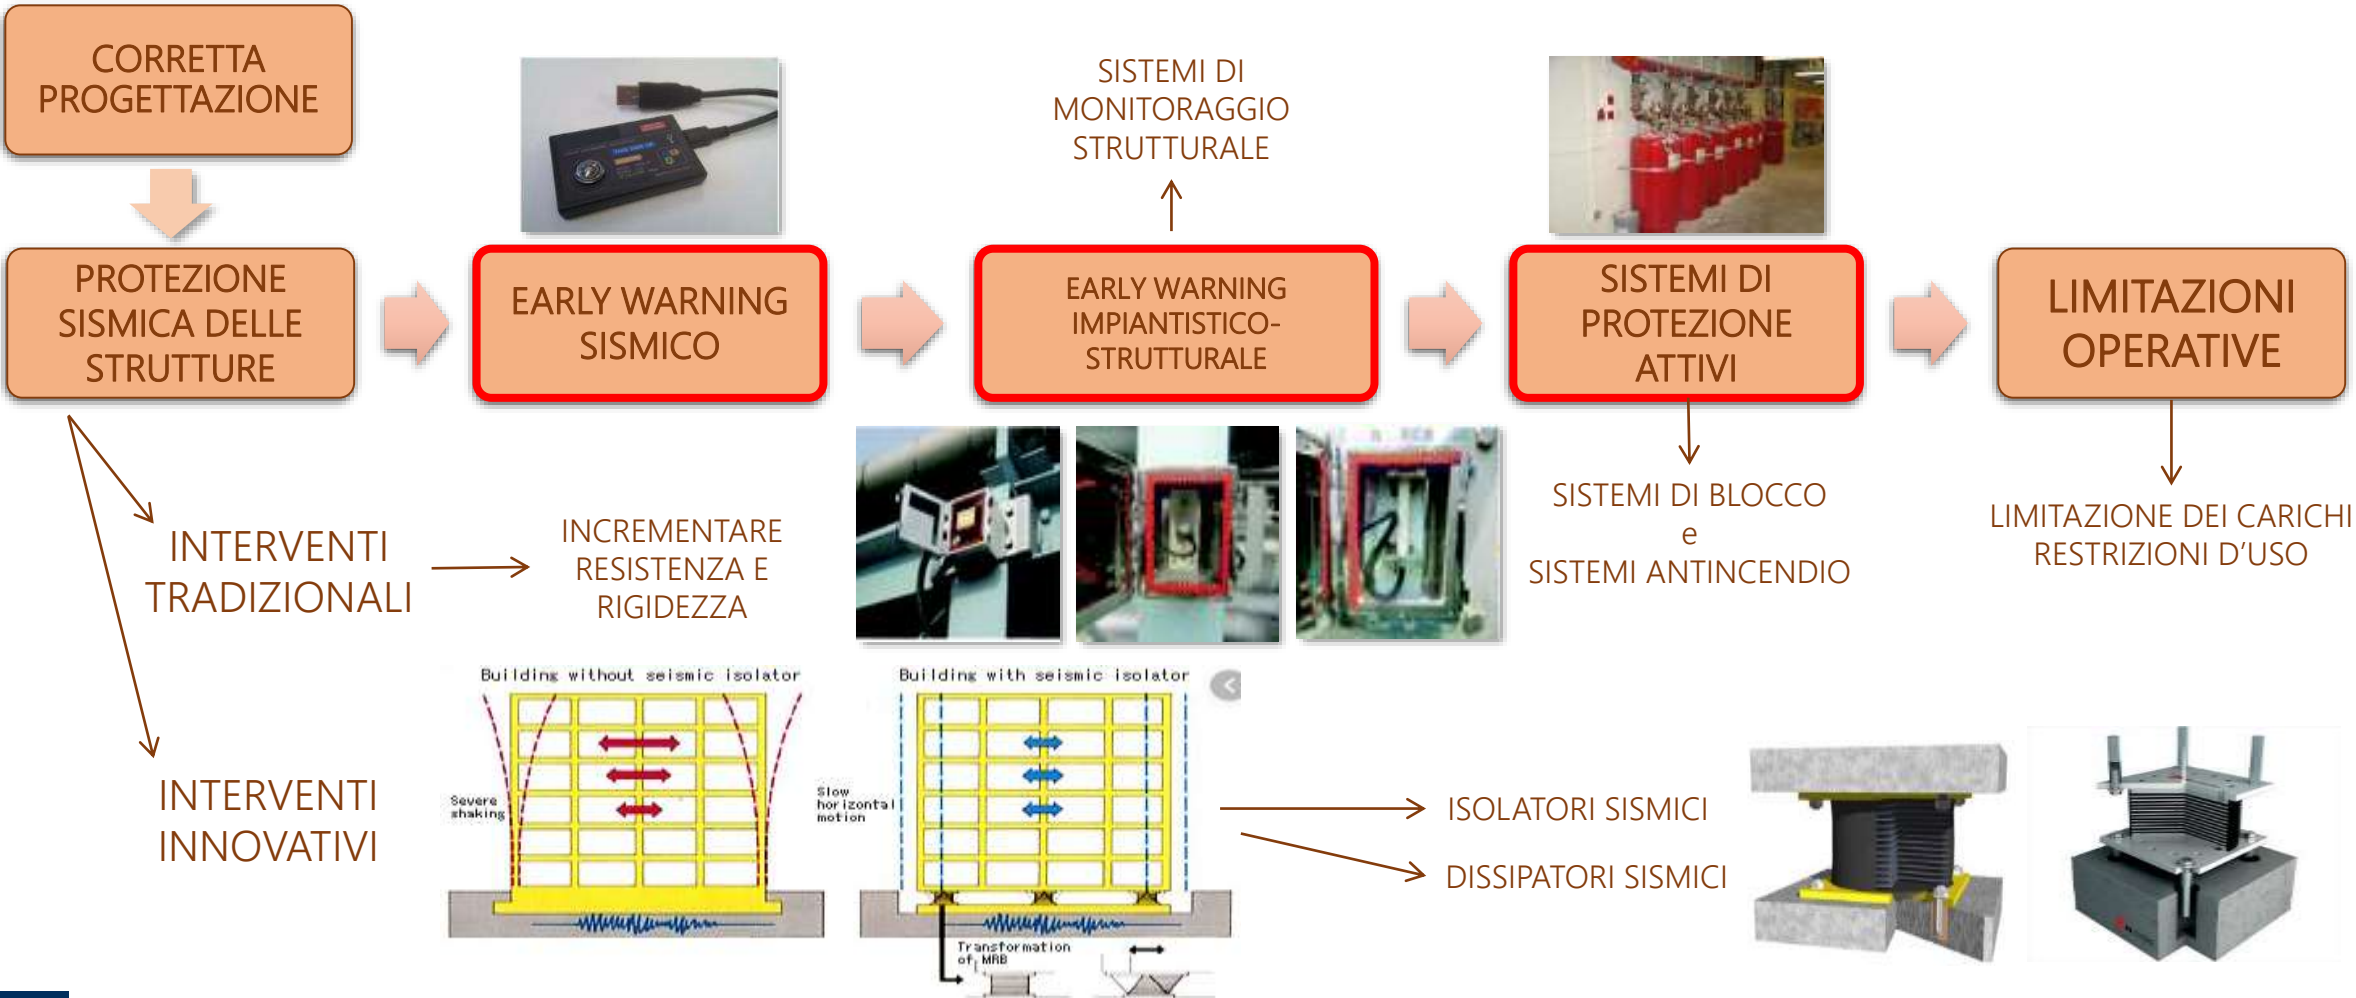 CORRETTA
PROGETTAZIONE
PROTEZIONE
SISMICA DELLE
STRUTTURE
EARLY WARNING
SISMICO
SISTEMI DI
MONITORAGGIO
STRUTTURALE
EARLY WARNING
IMPIANTISTICO-
STRUTTURALE
SISTEMI DI
PROTEZIONE
ATTIVI
LIMITAZIONI
OPERATIVE
INTERVENTI
TRADIZIONALI
INCREMENTARE
RESISTENZA E
RIGIDEZZA
SISTEMI DI BLOCCO
e
SISTEMI ANTINCENDIO
LIMITAZIONE DEI CARICHI
RESTRIZIONI D'USO
INTERVENTI
INNOVATIVI
Building without seismic isolator
Severe
shaking
Building with seismic isolator
Slow
horizontal
motion
Transformation
of MRB
ISOLATORI SISMICI
DISSIPATORI SISMICI